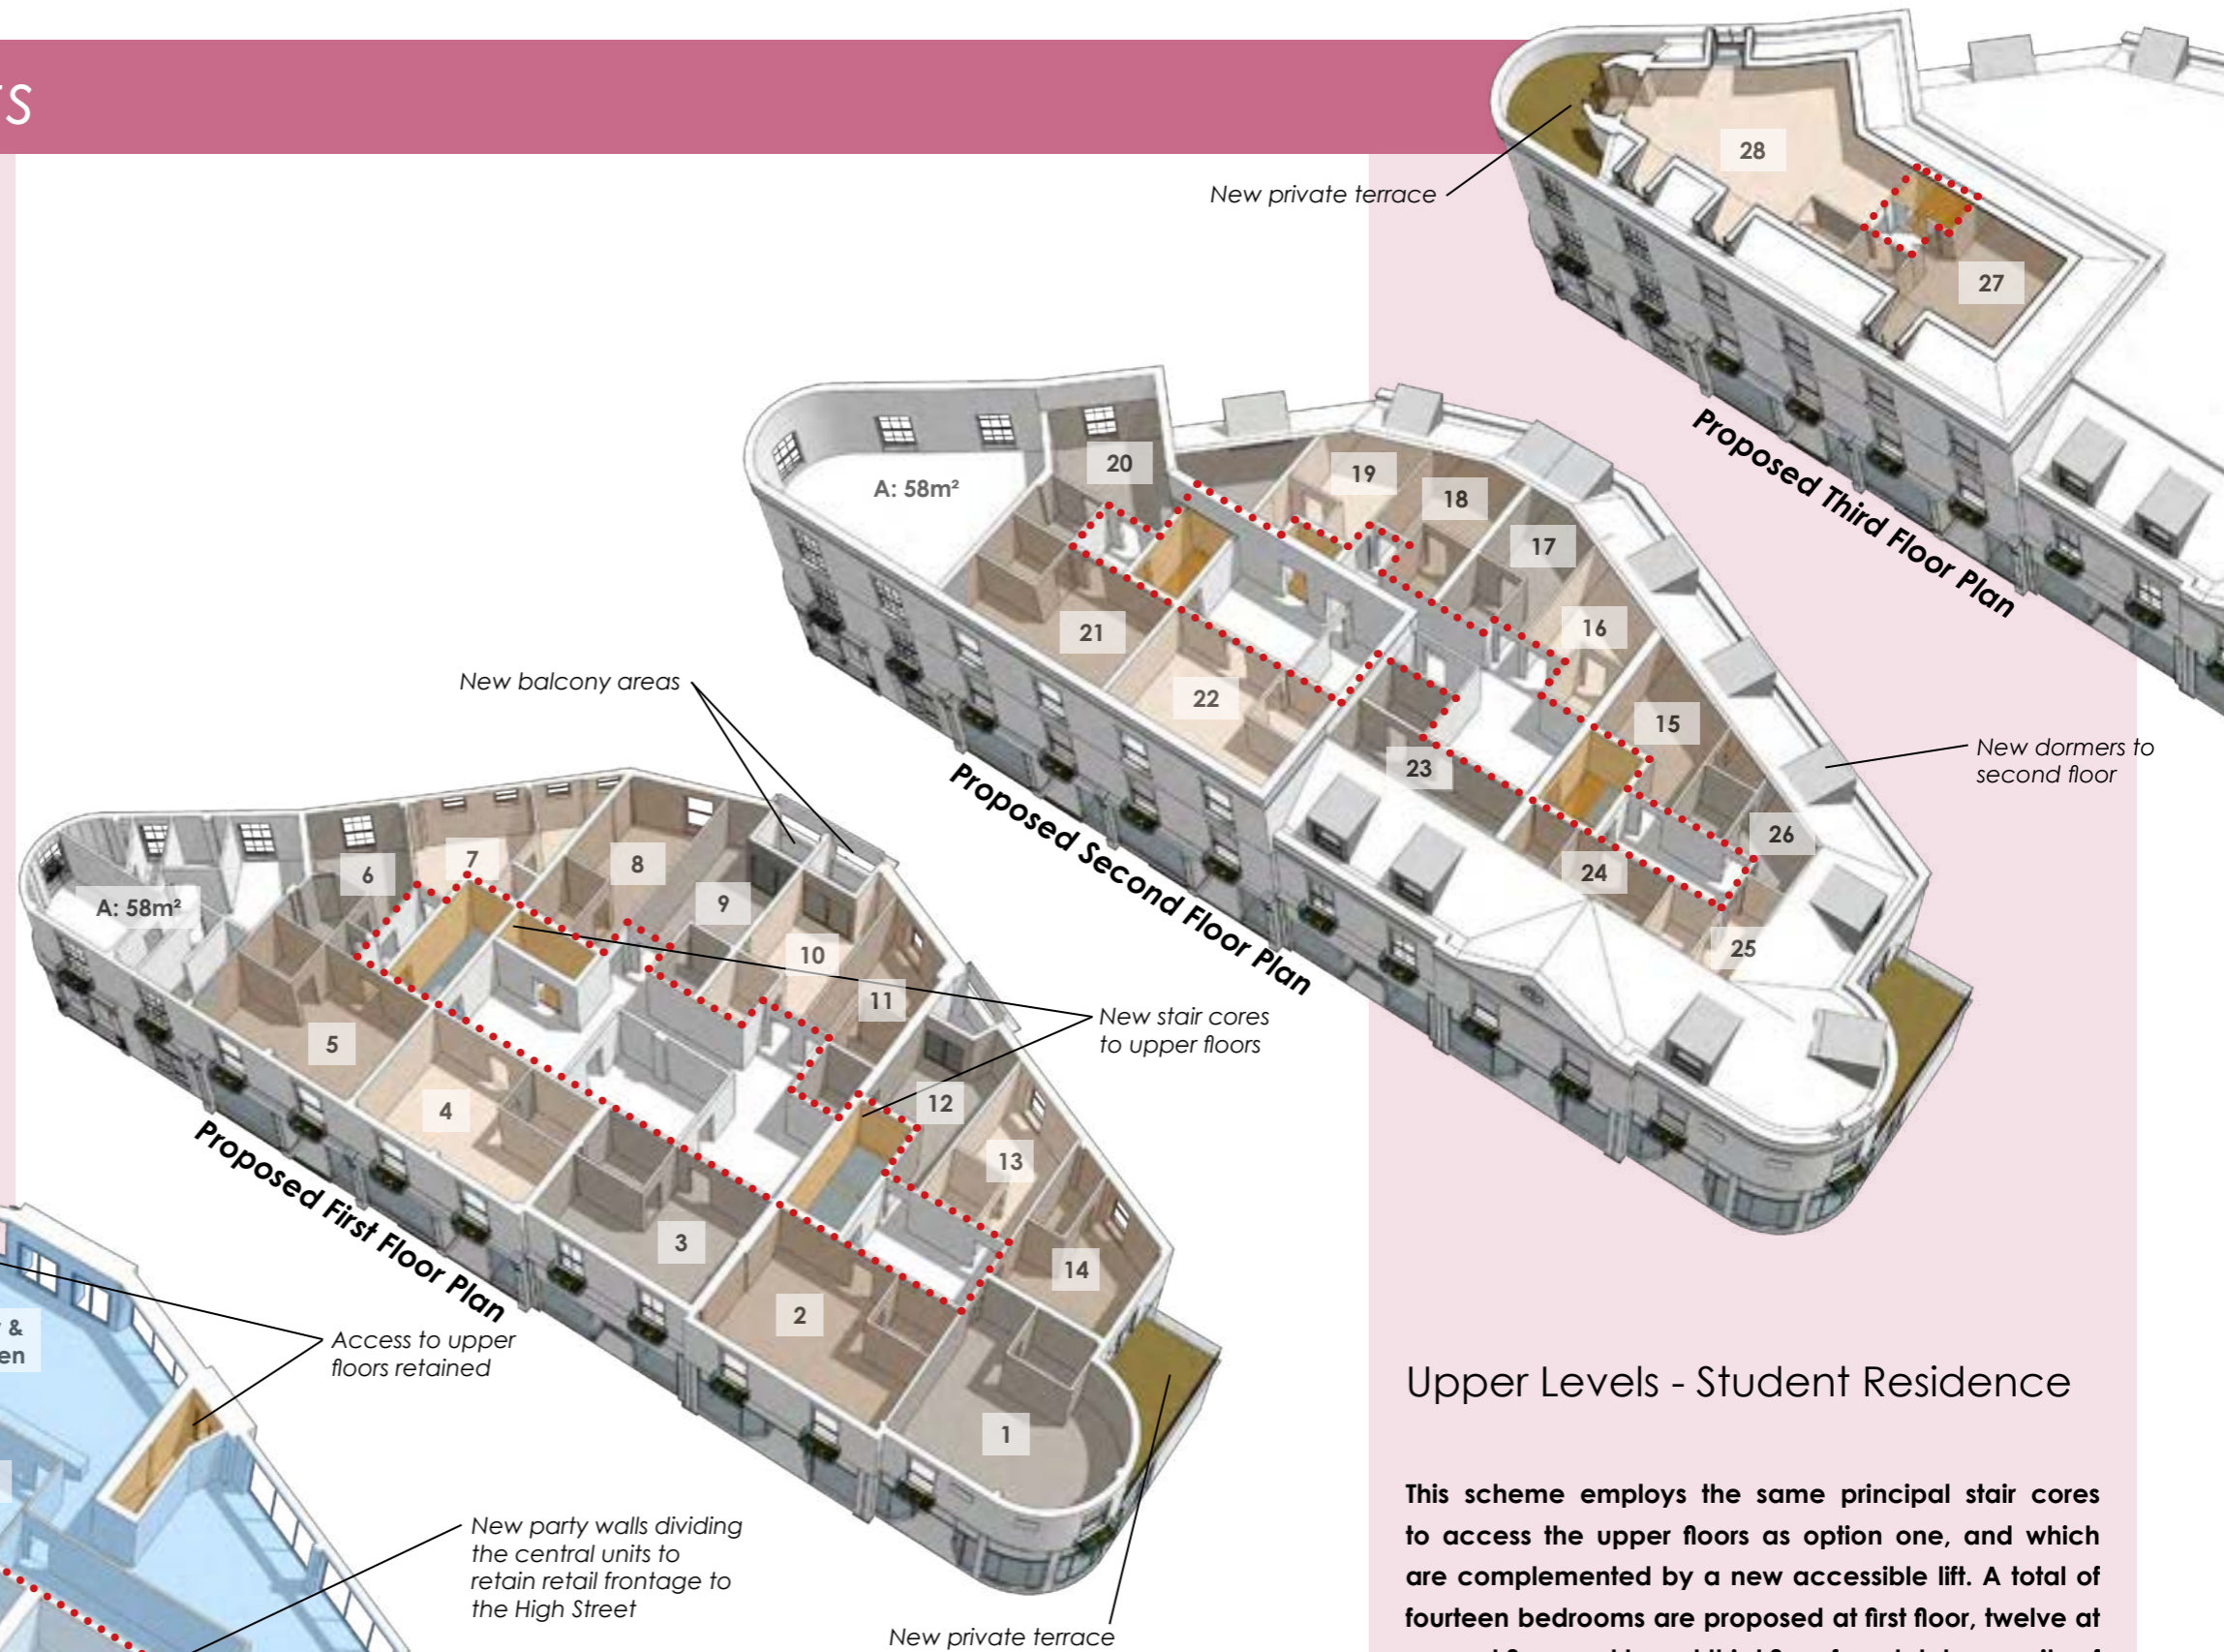 ts
28
New private terrace
27
Proposed Third Floor Plan
20
19
A: 58m²
18
17
21
16
22
15
23
New dormers to
second floor
26
24
25
Proposed Second Floor Plan
New balcony areas
7
8
6
9
A: 58m²
10
11
New stair cores
to upper floors
5
12
4
13
3
14
2
1
Proposed First Floor Plan
&
Access to upper
floors retained
New party walls dividing
the central units to
retain retail frontage to
the High Street
New private terrace
Upper Levels - Student Residence
This scheme employs the same principal stair cores
to access the upper floors as option one, and which
are complemented by a new accessible lift. A total of
fourteen bedrooms are proposed at first floor, twelve at